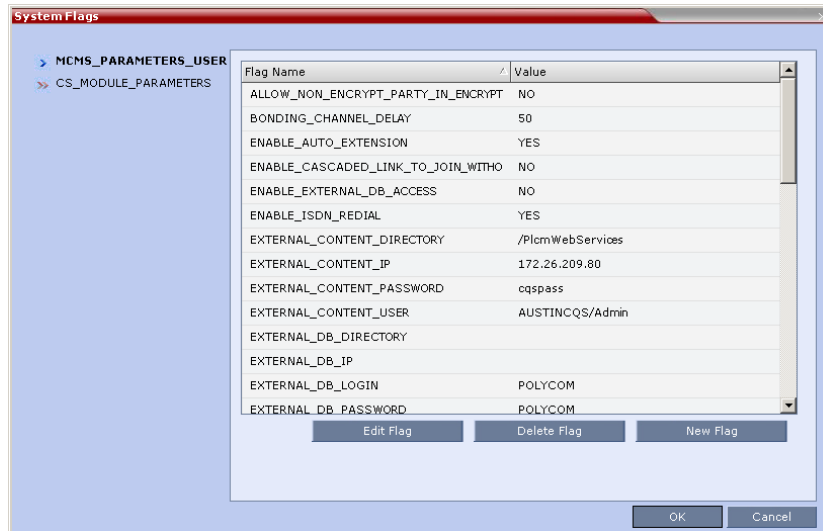 System Flags
MCMS_PARAMETERS_USER
CS_MODULE_PARAMETERS
Flag Name Value
ALLOW_NON_ENCRYPT_PARTY_IN_ENCRYPT NO
BONDING_CHANNEL_DELAY 50
ENABLE_AUTO_EXTENSION YES
ENABLE_CASCADED_LINK_TO_JOIN_WITHO NO
ENABLE_EXTERNAL_DB_ACCESS NO
ENABLE_ISDN_REDIAL YES
EXTERNAL_CONTENT_DIRECTORY /PlcmWebServices
EXTERNAL_CONTENT_IP 172.26.209.80
EXTERNAL_CONTENT_PASSWORD cqspass
EXTERNAL_CONTENT_USER AUSTINCQS/Admin
EXTERNAL_DB_DIRECTORY
EXTERNAL_DB_IP
EXTERNAL_DB_LOGIN POLYCOM
EXTERNAL_DB_PASSWORD POLYCOM
Edit Flag Delete Flag New Flag
OK Cancel